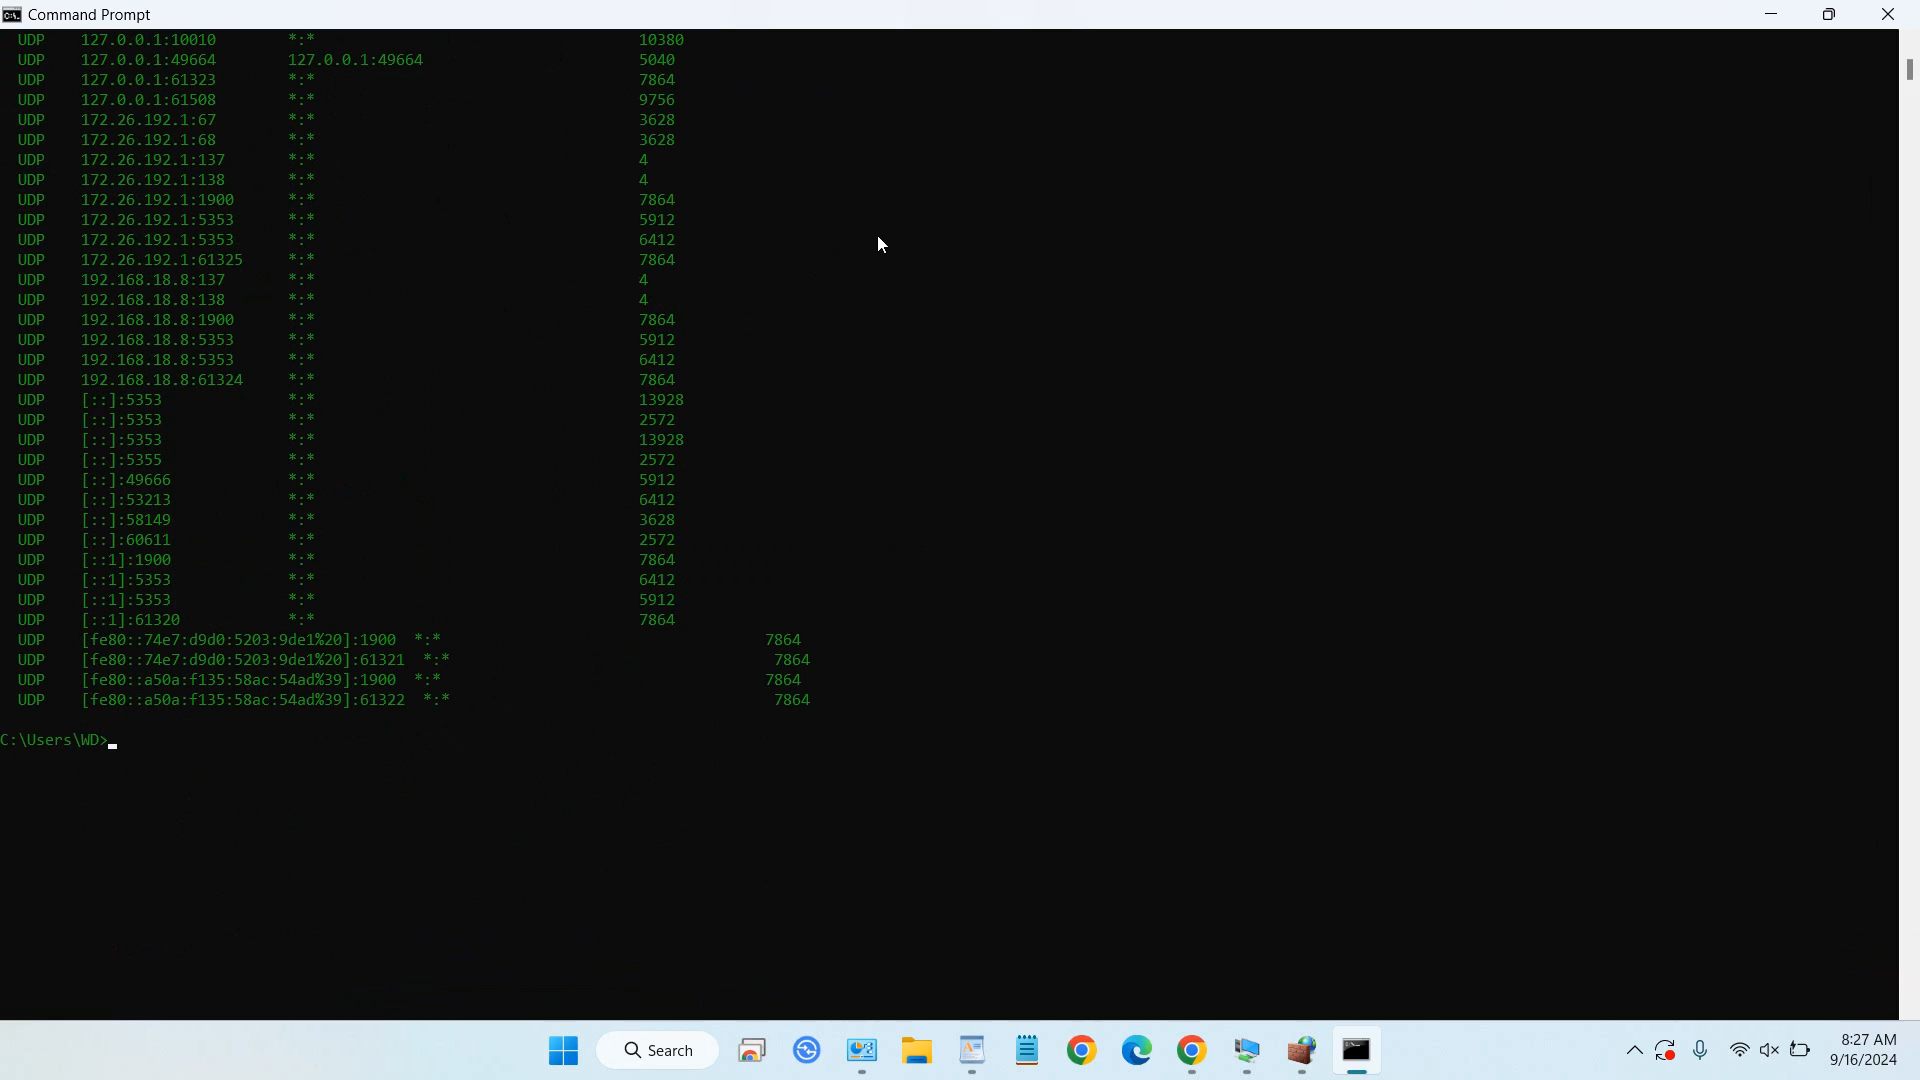 Command Prompt
UDP 127.0.0.1:10010 *:* 10380
UDP 127.0.0.1:49664 127.0.0.1:49664 5040
UDP 127.0.0.1:61323 *:* 7864
UDP 127.0.0.1:61508 *:* 9756
UDP 172.26.192.1:67 *:* 3628
UDP 172.26.192.1:68 *:* 3628
UDP 172.26.192.1:137 *:* 4
UDP 172.26.192.1:138 *:* 4
UDP 172.26.192.1:1900 *:* 7864
UDP 172.26.192.1:5353 *:* 5912
UDP 172.26.192.1:5353 *:* 6412
UDP 172.26.192.1:61325 *:* 7864
UDP 192.168.18.8:137 *:* 4
UDP 192.168.18.8:138 *:* 4
UDP 192.168.18.8:1900 *:* 7864
UDP 192.168.18.8:5353 *:* 5912
UDP 192.168.18.8:5353 *:* 6412
UDP 192.168.18.8:61324 *:* 7864
UDP [::]:5353 *:* 13928
UDP [::]:5353 *:* 2572
UDP [::]:5353 *:* 13928
UDP [::]:5355 *:* 2572
UDP [::]:49666 *:* 5912
UDP [::]:53213 *:* 6412
UDP [::]:58149 *:* 3628
UDP [::]:60611 *:* 2572
UDP [::1]:1900 *:* 7864
UDP [::1]:5353 *:* 6412
UDP [::1]:5353 *:* 5912
UDP [::1]:61320 *:* 7864
UDP [fe80::74e7:d9d0:5203:9de1%20]:1900 *:* 7864
UDP [fe80::74e7:d9d0:5203:9de1%20]:61321 *:* 7864
UDP [fe80::a50a:f135:58ac:54ad%39]:1900 *:* 7864
UDP [fe80::a50a:f135:58ac:54ad%39]:61322 *:* 7864
C:\Users\WD>
Search
8:27 AM
9/16/2024